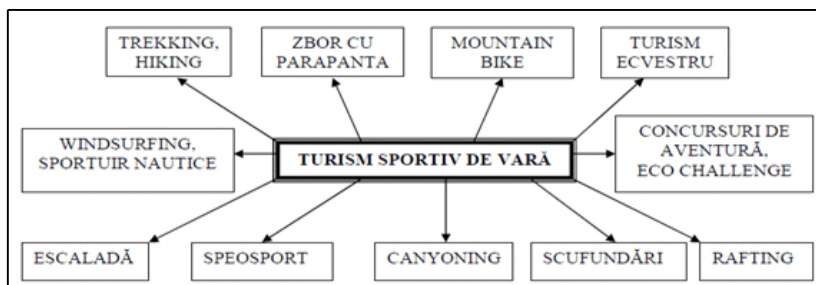 TREKKING,
HIKING
ZBOR CU
PARAPANTA
MOUNTAIN
BIKE
TURISM
ECVESTRU
WINDSURFING,
SPORTUIR NAUTICE
TURISM SPORTIV DE VARĂ
CONCURSURI DE
AVENTURĂ,
ECO CHALLENGE
ESCALADĂ
SPEOSPORT
CANYONING
SCUFUNDĂRI
RAFTING